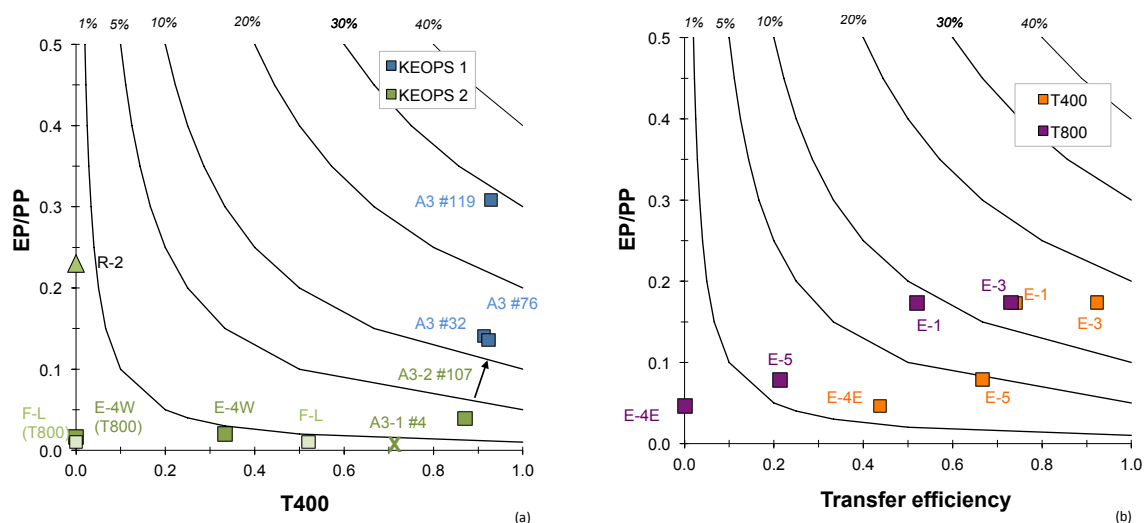 1% 5% 10% 20% 30% 40%
0.5
0.4
0.3
0.2
0.1
0.0
EP/PP
KEOPS 1
KEOPS 2
A3 #119
R-2
A3 #76
A3 #32
A3-2 #107
F-L
(T800)
E-4W
(T800)
E-4W
F-L
A3-1 #4
0.0 0.2 0.4 0.6 0.8 1.0
T400
(a)
1% 5% 10% 20% 30% 40%
0.5
0.4
0.3
0.2
0.1
0.0
EP/PP
T400
T800
E-3
E-1
E-1
E-3
E-5
E-5
E-4E
E-4E
0.0 0.2 0.4 0.6 0.8 1.0
Transfer efficiency
(b)